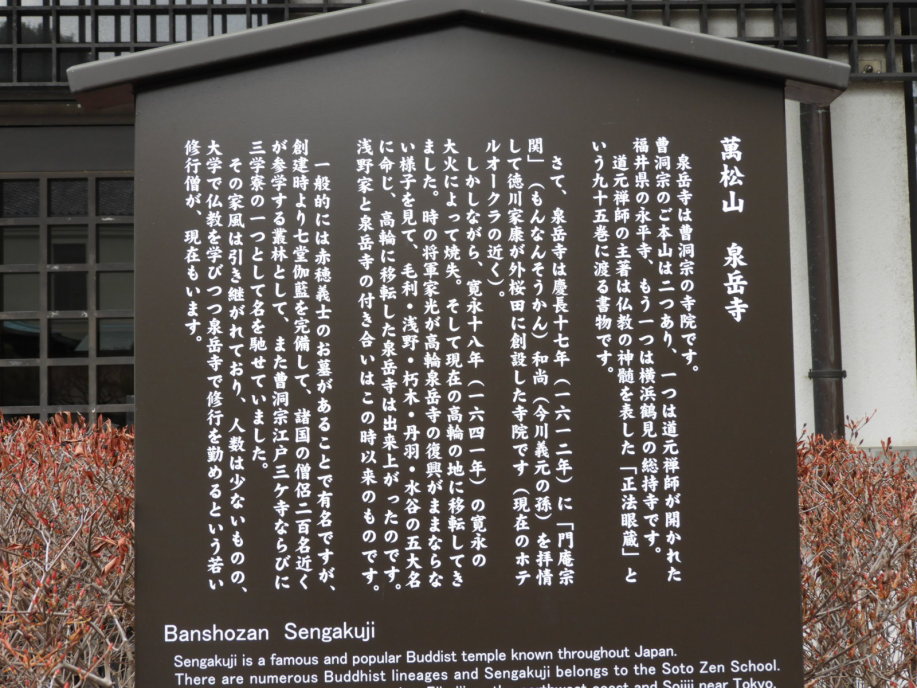 萬松山　泉岳寺
泉岳寺は曹洞宗の寺院です。
曹洞宗のご本山は二つあり、一つは道元禅師が開かれた
福井県の永平寺、もう一つは横浜鶴見の総持寺です。
道元禅師の主著は仏教の神髄を表した「正法眼蔵」と
いう九十五巻に渡る書物です。
さて、泉岳寺は慶長十七年（一六一二年）に「門庵宗
関」（もんなんそうかん）和尚（今川義元の孫）を拝情
して徳川家康が外桜田に創設した寺院です（現在のホテ
ルオークラの近く）。
しかしながら、寛永十八年（一六四一年）の寛永の
大火によって焼失。そして現在の高輪の地に移転してき
ました。時の将軍家光が高輪泉岳寺の復興がままならな
い様子を見て、毛利・浅野・朽木・丹羽・水谷の五大名
に命じ、高輪に移転した泉岳寺は出来上がったのです。
浅野家と泉岳寺の付き合いはこの時以来のものです。
一般的には赤穂義士のお墓があることで有名ですが、
創建時より七堂伽藍を完備して、諸国の僧侶二百名近く
が参学する叢林として、また曹洞宗江戸三ケ寺ならびに
三学寮の一つとして名を馳せていました。
その家風は引き継がれており、人数は少ないものの、
大学で仏教を学びつつ泉岳寺で修行を勤めるという若い
修行僧が、現在もいます。
Banshozan Sengakuji
Sengakuji is a famous and popular Buddist temple known throughout Japan.
There are numerous Buddhist lineages and Sengakuji belongs to the Soto Zen School.
northwest coast and Sojiji near Tokyo.